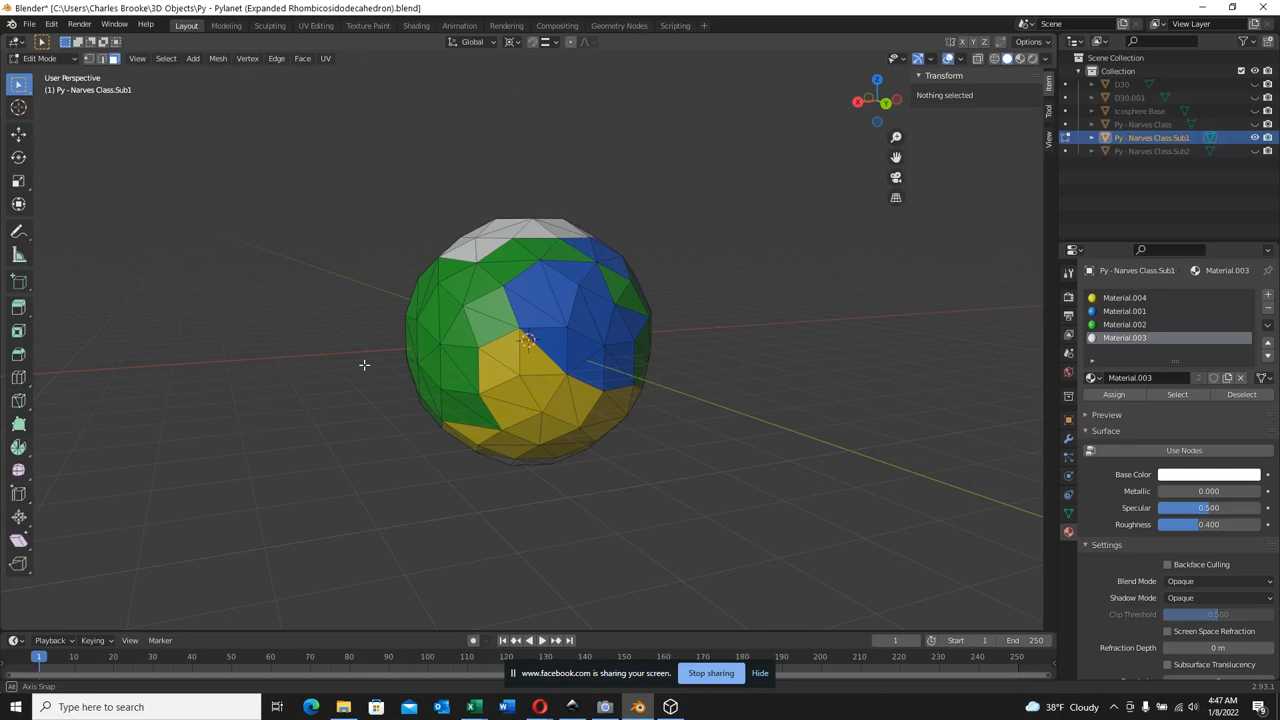 Blender* [C:\Users\Charles Brooke\3D Objects\Py - Pylanet (Expanded Rhombicosidodecahedron).blend]
File Edit Render Window Help Layout Modeling Sculpting UV Editing Texture Paint Shading Animation Rendering Compositing Geometry Nodes Scripting + Scene View Layer
Global X Y Z Options
Edit Mode View Select Add Mesh Vertex Edge Face UV
User Perspective
(1) Py - Narves Class.Sub1
Transform
Nothing selected
Item
Tool
View
X
Y
Z
Scene Collection
Collection
D30
D30.001
Icosphere Base
Py - Narves Class
Py - Narves Class.Sub1
Py - Narves Class.Sub2
Py - Narves Class.Sub1 Material.003
Material.004
Material.001
Material.002
Material.003
Material.003 2
Assign Select Deselect
Preview
Surface
Use Nodes
Base Color
Metallic 0.000
Specular 0.500
Roughness 0.400
Settings
Backface Culling
Blend Mode Opaque
Shadow Mode Opaque
Clip Threshold 0.500
Screen Space Refraction
Refraction Depth 0 m
Subsurface Translucency
Playback Keying View Marker 1 Start 1 End 250
1 10 20 30 40 50 60 70 80 90 100 110 120 130 140 150 160 170 180 190 200 210 220 230 240 250
www.facebook.com is sharing your screen. Stop sharing Hide
Axis Snap 2.93.1
Type here to search
38°F Cloudy
4:47 AM
1/8/2022